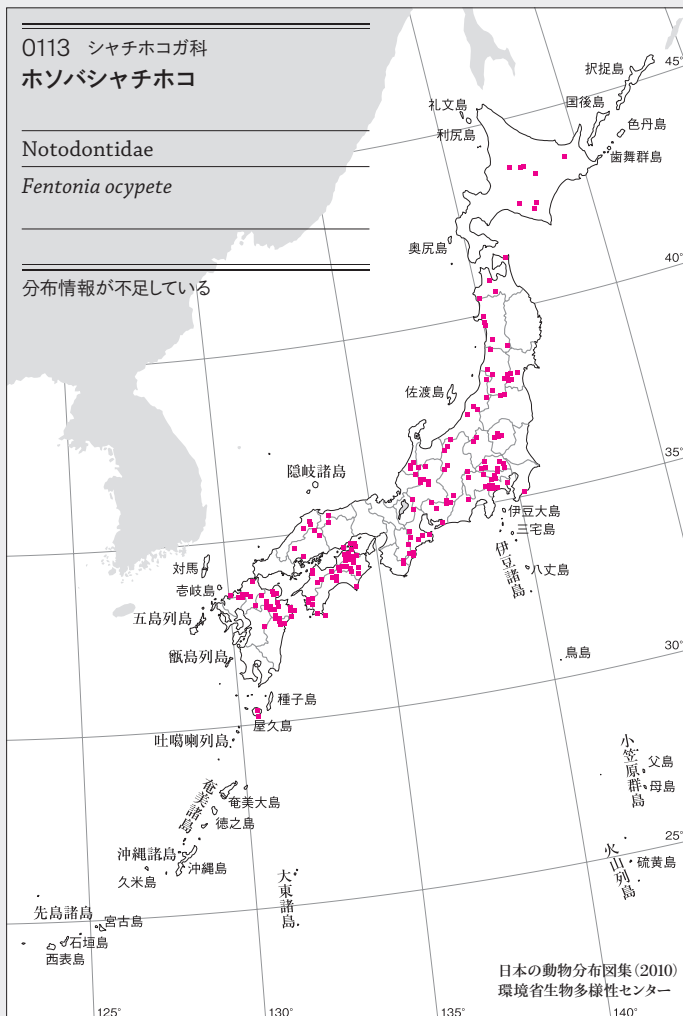 0113 シャチホコガ科
ホソバシャチホコ
Notodontidae
Fentonia ocypete
分布情報が不足している
45°
択捉島
国後島
礼文島
色丹島
利尻島
歯舞群島
奥尻島
40°
佐渡島
35°
隠岐諸島
伊豆大島
三宅島
伊豆諸島
八丈島
対馬
壱岐島
五島列島
甑島列島
鳥島
30°
種子島
屋久島
吐噶喇列島
小笠原群島
父島
母島
奄美諸島
奄美大島
徳之島
25°
沖縄諸島
沖縄島
久米島
大東諸島
火山列島
硫黄島
先島諸島
宮古島
石垣島
西表島
日本の動物分布図集(2010)
環境省生物多様性センター
125°
130°
135°
140°